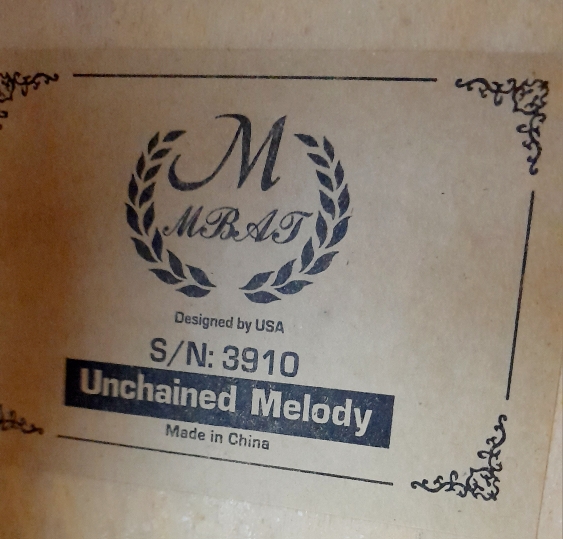 M
MBAT
Designed by USA
S/N: 3910
Unchained Melody
Made in China